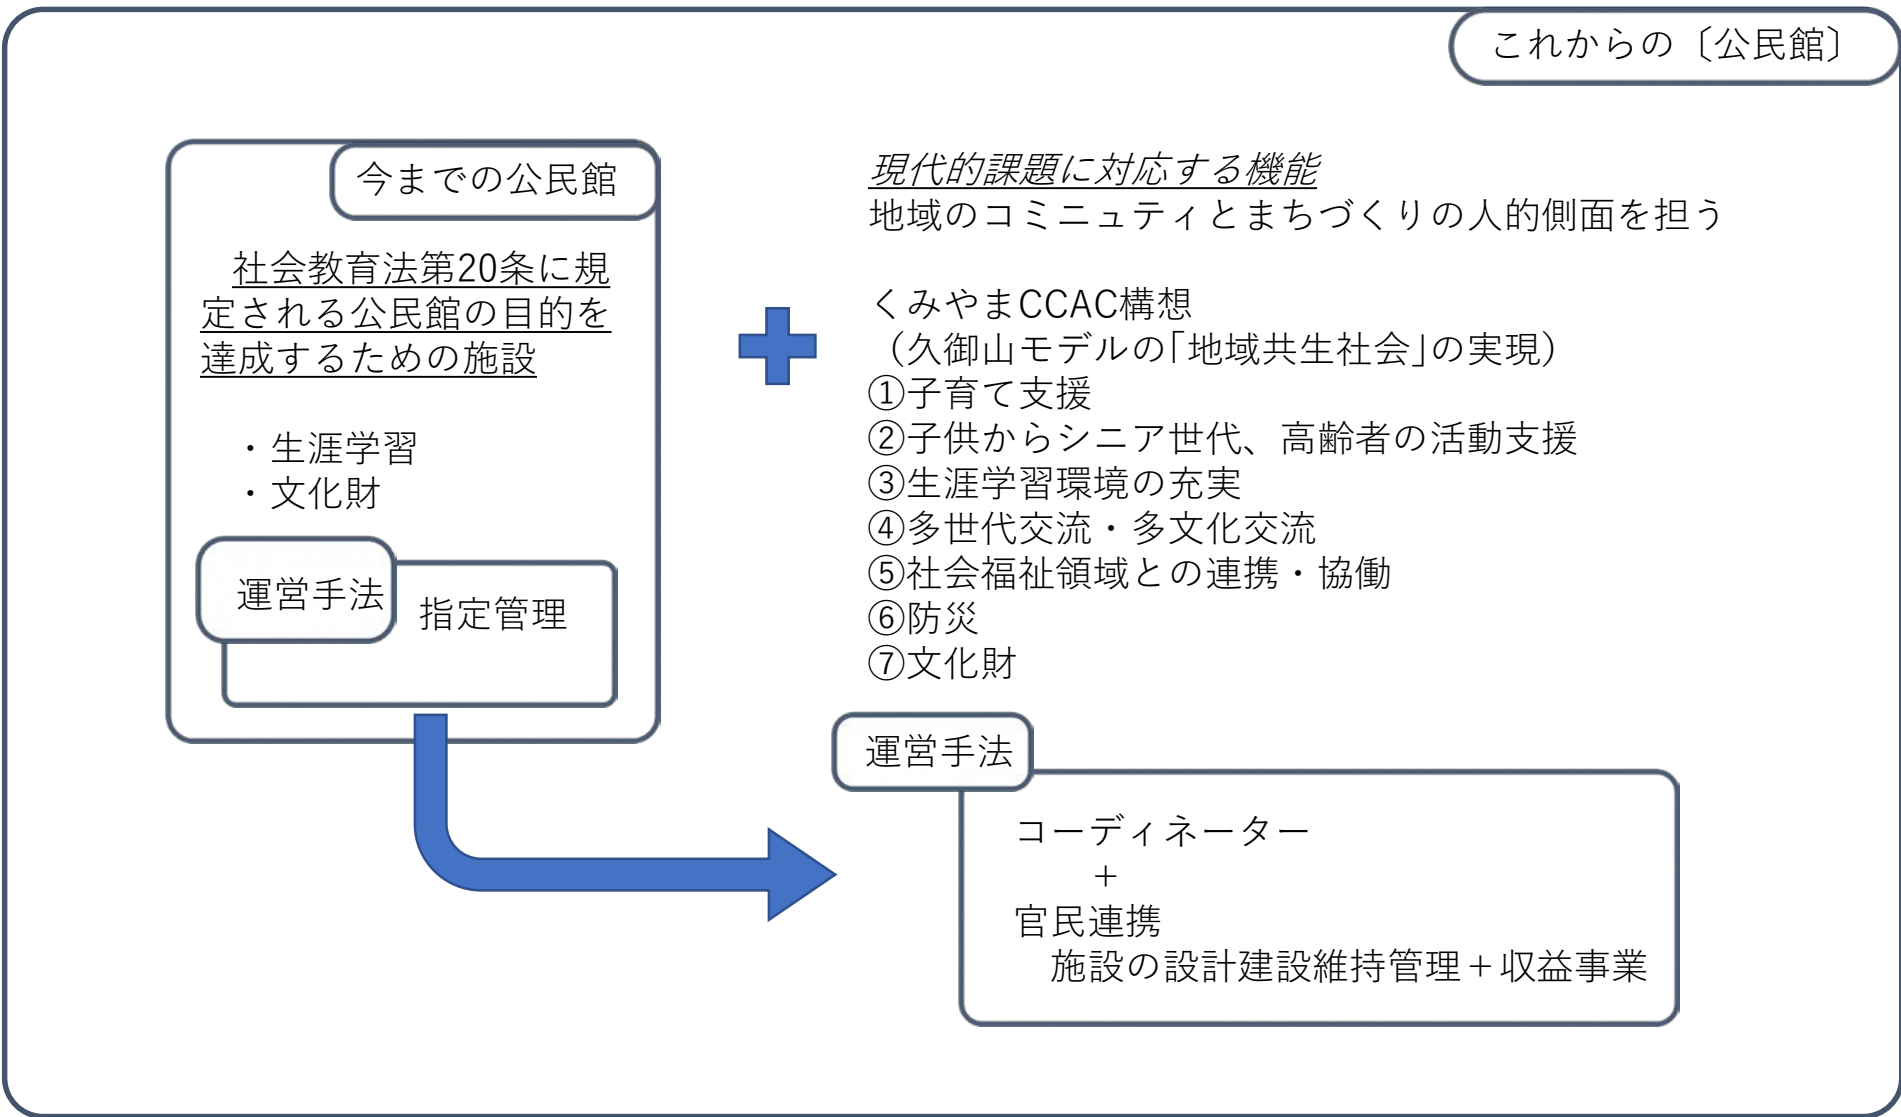 これからの〔公民館〕
今までの公民館
社会教育法第20条に規
定される公民館の目的を
達成するための施設
・生涯学習
・文化財
運営手法
指定管理
現代的課題に対応する機能
地域のコミニュティとまちづくりの人的側面を担う
くみやまCCAC構想
（久御山モデルの｢地域共生社会｣の実現）
①子育て支援
②子供からシニア世代、高齢者の活動支援
③生涯学習環境の充実
④多世代交流・多文化交流
⑤社会福祉領域との連携・協働
⑥防災
⑦文化財
運営手法
コーディネーター
+
官民連携
施設の設計建設維持管理＋収益事業